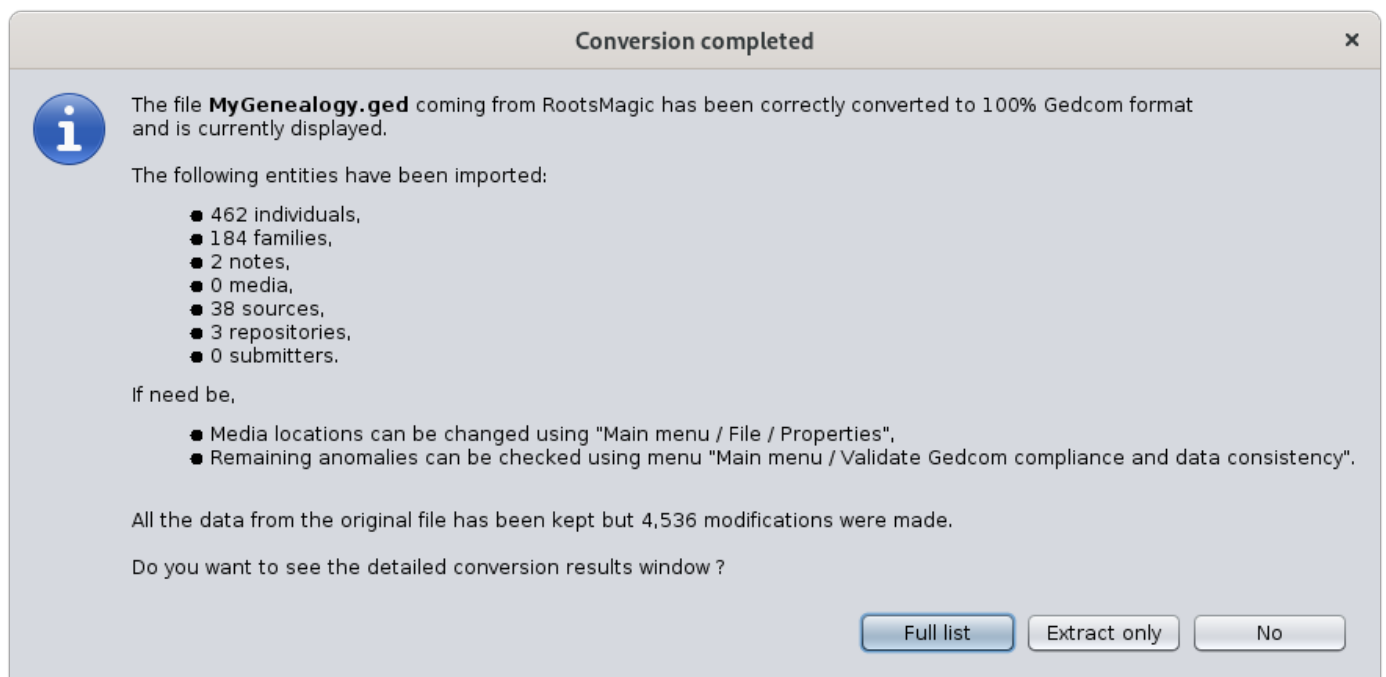 Conversion completed
The file MyGenealogy.ged coming from RootsMagic has been correctly converted to 100% Gedcom format
and is currently displayed.
The following entities have been imported:
● 462 individuals,
● 184 families,
● 2 notes,
● 0 media,
● 38 sources,
● 3 repositories,
● 0 submitters.
If need be,
● Media locations can be changed using "Main menu / File / Properties",
● Remaining anomalies can be checked using menu "Main menu / Validate Gedcom compliance and data consistency".
All the data from the original file has been kept but 4,536 modifications were made.
Do you want to see the detailed conversion results window ?
Full list Extract only No